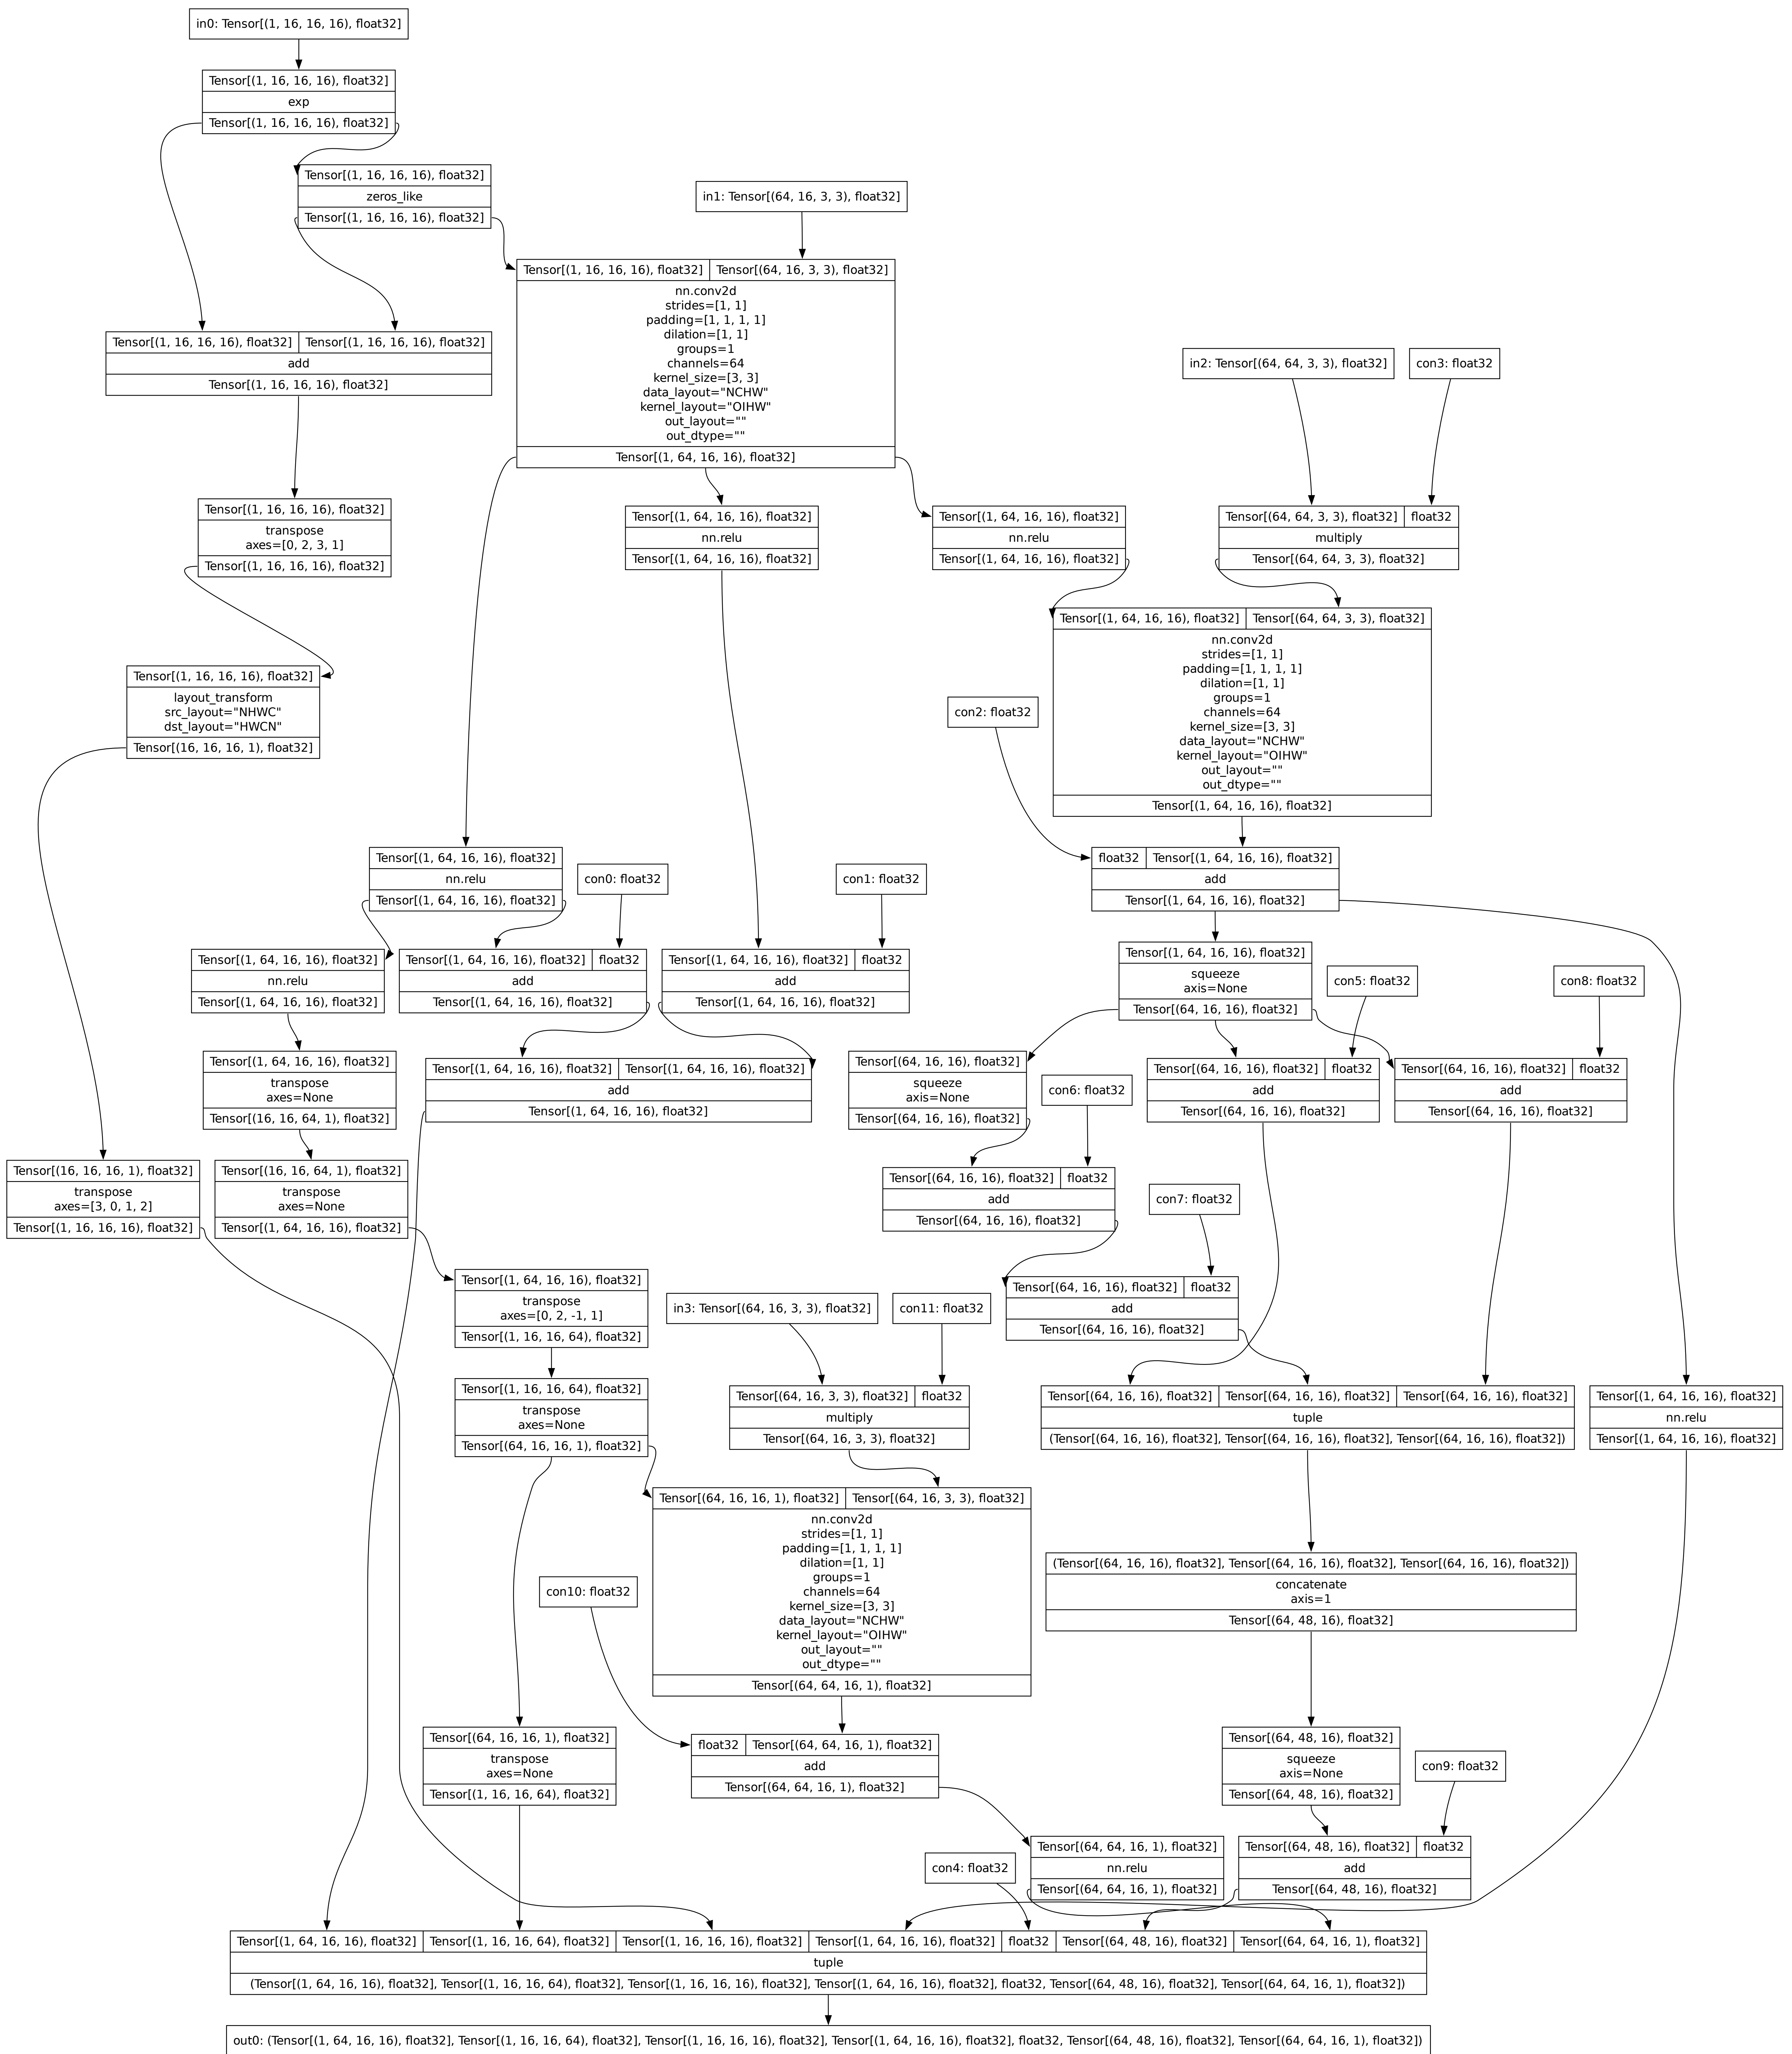 in0: Tensor[(1, 16, 16, 16), float32]
Tensor[(1, 16, 16, 16), float32]
exp
Tensor[(1, 16, 16, 16), float32]
Tensor[(1, 16, 16, 16), float32]
zeros_like
Tensor[(1, 16, 16, 16), float32]
in1: Tensor[(64, 16, 3, 3), float32]
Tensor[(1, 16, 16, 16), float32] Tensor[(64, 16, 3, 3), float32]
nn.conv2d
strides=[1, 1]
padding=[1, 1, 1, 1]
dilation=[1, 1]
groups=1
channels=64
kernel_size=[3, 3]
data_layout="NCHW"
kernel_layout="OIHW"
out_layout=""
out_dtype=""
Tensor[(1, 64, 16, 16), float32]
Tensor[(1, 16, 16, 16), float32] Tensor[(1, 16, 16, 16), float32]
add
Tensor[(1, 16, 16, 16), float32]
in2: Tensor[(64, 64, 3, 3), float32]
con3: float32
Tensor[(1, 16, 16, 16), float32]
transpose
axes=[0, 2, 3, 1]
Tensor[(1, 16, 16, 16), float32]
Tensor[(1, 64, 16, 16), float32]
nn.relu
Tensor[(1, 64, 16, 16), float32]
Tensor[(1, 64, 16, 16), float32]
nn.relu
Tensor[(1, 64, 16, 16), float32]
Tensor[(64, 64, 3, 3), float32] float32
multiply
Tensor[(64, 64, 3, 3), float32]
Tensor[(1, 64, 16, 16), float32] Tensor[(64, 64, 3, 3), float32]
nn.conv2d
strides=[1, 1]
padding=[1, 1, 1, 1]
dilation=[1, 1]
groups=1
channels=64
kernel_size=[3, 3]
data_layout="NCHW"
kernel_layout="OIHW"
out_layout=""
out_dtype=""
Tensor[(1, 64, 16, 16), float32]
Tensor[(1, 16, 16, 16), float32]
layout_transform
src_layout="NHWC"
dst_layout="HWCN"
Tensor[(16, 16, 16, 1), float32]
con2: float32
Tensor[(1, 64, 16, 16), float32]
nn.relu
Tensor[(1, 64, 16, 16), float32]
con0: float32
con1: float32
float32 Tensor[(1, 64, 16, 16), float32]
add
Tensor[(1, 64, 16, 16), float32]
Tensor[(1, 64, 16, 16), float32]
nn.relu
Tensor[(1, 64, 16, 16), float32]
Tensor[(1, 64, 16, 16), float32] float32
add
Tensor[(1, 64, 16, 16), float32]
Tensor[(1, 64, 16, 16), float32] float32
add
Tensor[(1, 64, 16, 16), float32]
Tensor[(1, 64, 16, 16), float32]
squeeze
axis=None
Tensor[(64, 16, 16), float32]
con5: float32
con8: float32
Tensor[(1, 64, 16, 16), float32]
transpose
axes=None
Tensor[(16, 16, 64, 1), float32]
Tensor[(1, 64, 16, 16), float32] Tensor[(1, 64, 16, 16), float32]
add
Tensor[(1, 64, 16, 16), float32]
Tensor[(64, 16, 16), float32]
squeeze
axis=None
Tensor[(64, 16, 16), float32]
con6: float32
Tensor[(64, 16, 16), float32] float32
add
Tensor[(64, 16, 16), float32]
Tensor[(64, 16, 16), float32] float32
add
Tensor[(64, 16, 16), float32]
Tensor[(16, 16, 16, 1), float32]
transpose
axes=[3, 0, 1, 2]
Tensor[(1, 16, 16, 16), float32]
Tensor[(16, 16, 64, 1), float32]
transpose
axes=None
Tensor[(1, 64, 16, 16), float32]
Tensor[(64, 16, 16), float32] float32
add
Tensor[(64, 16, 16), float32]
con7: float32
Tensor[(1, 64, 16, 16), float32]
transpose
axes=[0, 2, -1, 1]
Tensor[(1, 16, 16, 64), float32]
in3: Tensor[(64, 16, 3, 3), float32]
con11: float32
Tensor[(64, 16, 16), float32] float32
add
Tensor[(64, 16, 16), float32]
Tensor[(1, 16, 16, 64), float32]
transpose
axes=None
Tensor[(64, 16, 16, 1), float32]
Tensor[(64, 16, 3, 3), float32] float32
multiply
Tensor[(64, 16, 3, 3), float32]
Tensor[(64, 16, 16), float32] Tensor[(64, 16, 16), float32] Tensor[(64, 16, 16), float32]
tuple
(Tensor[(64, 16, 16), float32], Tensor[(64, 16, 16), float32], Tensor[(64, 16, 16), float32])
Tensor[(1, 64, 16, 16), float32]
nn.relu
Tensor[(1, 64, 16, 16), float32]
Tensor[(64, 16, 16, 1), float32] Tensor[(64, 16, 3, 3), float32]
nn.conv2d
strides=[1, 1]
padding=[1, 1, 1, 1]
dilation=[1, 1]
groups=1
channels=64
kernel_size=[3, 3]
data_layout="NCHW"
kernel_layout="OIHW"
out_layout=""
out_dtype=""
Tensor[(64, 64, 16, 1), float32]
con10: float32
(Tensor[(64, 16, 16), float32], Tensor[(64, 16, 16), float32], Tensor[(64, 16, 16), float32])
concatenate
axis=1
Tensor[(64, 48, 16), float32]
Tensor[(64, 16, 16, 1), float32]
transpose
axes=None
Tensor[(1, 16, 16, 64), float32]
float32 Tensor[(64, 64, 16, 1), float32]
add
Tensor[(64, 64, 16, 1), float32]
Tensor[(64, 48, 16), float32]
squeeze
axis=None
Tensor[(64, 48, 16), float32]
con9: float32
con4: float32
Tensor[(64, 64, 16, 1), float32]
nn.relu
Tensor[(64, 64, 16, 1), float32]
Tensor[(64, 48, 16), float32] float32
add
Tensor[(64, 48, 16), float32]
Tensor[(1, 64, 16, 16), float32] Tensor[(1, 16, 16, 64), float32] Tensor[(1, 16, 16, 16), float32] Tensor[(1, 64, 16, 16), float32] float32 Tensor[(64, 48, 16), float32] Tensor[(64, 64, 16, 1), float32]
tuple
(Tensor[(1, 64, 16, 16), float32], Tensor[(1, 16, 16, 64), float32], Tensor[(1, 16, 16, 16), float32], Tensor[(1, 64, 16, 16), float32], float32, Tensor[(64, 48, 16), float32], Tensor[(64, 64, 16, 1), float32])
out0: (Tensor[(1, 64, 16, 16), float32], Tensor[(1, 16, 16, 64), float32], Tensor[(1, 16, 16, 16), float32], Tensor[(1, 64, 16, 16), float32], float32, Tensor[(64, 48, 16), float32], Tensor[(64, 64, 16, 1), float32])